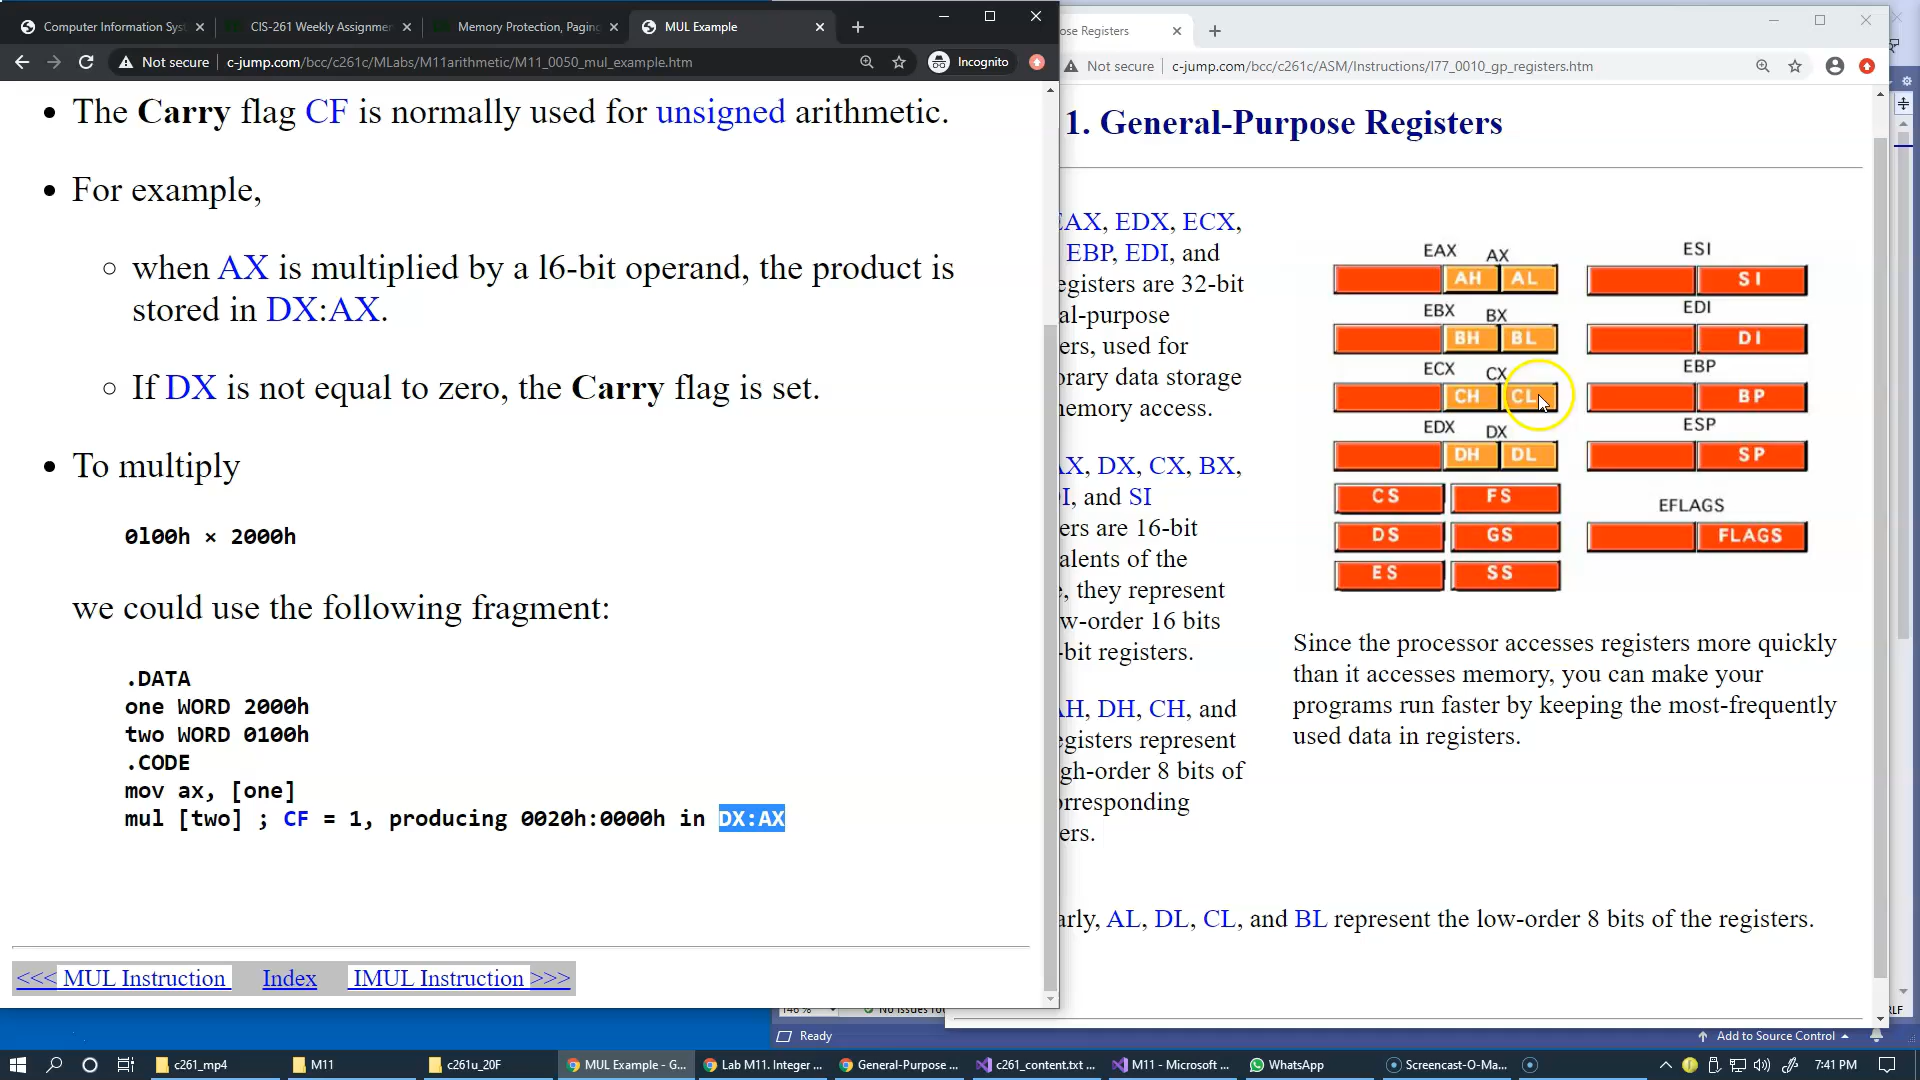 Computer Information Sys
CIS-261 Weekly Assignmen
Memory Protection, Paging
MUL Example
Not secure
c-jump.com/bcc/c261c/MLabs/M11arithmetic/M11_0050_mul_example.htm
Incognito
• The Carry flag CF is normally used for unsigned arithmetic.
• For example,
when AX is multiplied by a l6-bit operand, the product is
stored in DX:AX.
If DX is not equal to zero, the Carry flag is set.
• To multiply
0l00h × 2000h
we could use the following fragment:
.DATA
one WORD 2000h
two WORD 0100h
.CODE
mov ax, [one]
mul [two] ; CF = 1, producing 0020h:0000h in DX:AX
<<< MUL Instruction Index IMUL Instruction >>>
ose Registers
Not secure
c-jump.com/bcc/c261c/ASM/Instructions/I77_0010_gp_registers.htm
1. General-Purpose Registers
EAX, EDX, ECX,
EBP, EDI, and
egisters are 32-bit
al-purpose
ers, used for
orary data storage
nemory access.
AX, DX, CX, BX,
DI, and SI
ers are 16-bit
alents of the
e, they represent
w-order 16 bits
-bit registers.
AH, DH, CH, and
egisters represent
gh-order 8 bits of
orresponding
ers.
EAX AX
AH AL
EBX BX
BH BL
ECX CX
CH CL
EDX DX
DH DL
CS FS
DS GS
ES SS
ESI
SI
EDI
DI
EBP
BP
ESP
SP
EFLAGS
FLAGS
Since the processor accesses registers more quickly
than it accesses memory, you can make your
programs run faster by keeping the most-frequently
used data in registers.
arly, AL, DL, CL, and BL represent the low-order 8 bits of the registers.
146 %
RLF
Ready
Add to Source Control
c261_mp4
M11
c261u_20F
MUL Example - G...
Lab M11. Integer ...
General-Purpose ...
c261_content.txt ...
M11 - Microsoft ...
WhatsApp
Screencast-O-Ma...
7:41 PM